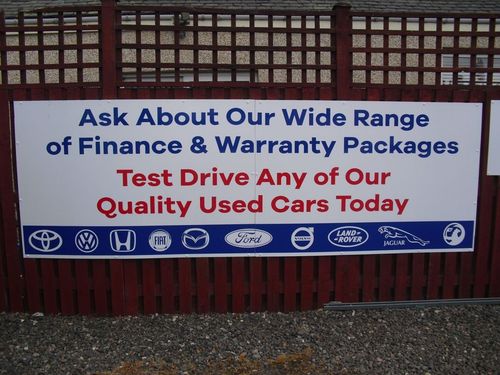 Ask About Our Wide Range
of Finance & Warranty Packages
Test Drive Any of Our
Quality Used Cars Today
FIAT Ford VOLVO LAND-ROVER JAGUAR